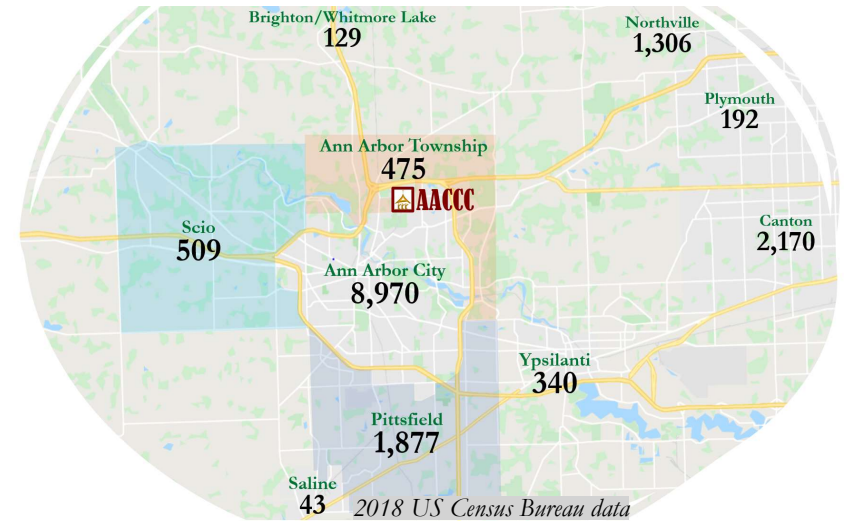 Brighton/Whitmore Lake
129
Northville
1,306
Plymouth
192
Ann Arbor Township
475
AACCC
Scio
509
Canton
2,170
Ann Arbor City
8,970
Ypsilanti
340
Pittsfield
1,877
Saline
43
2018 US Census Bureau data